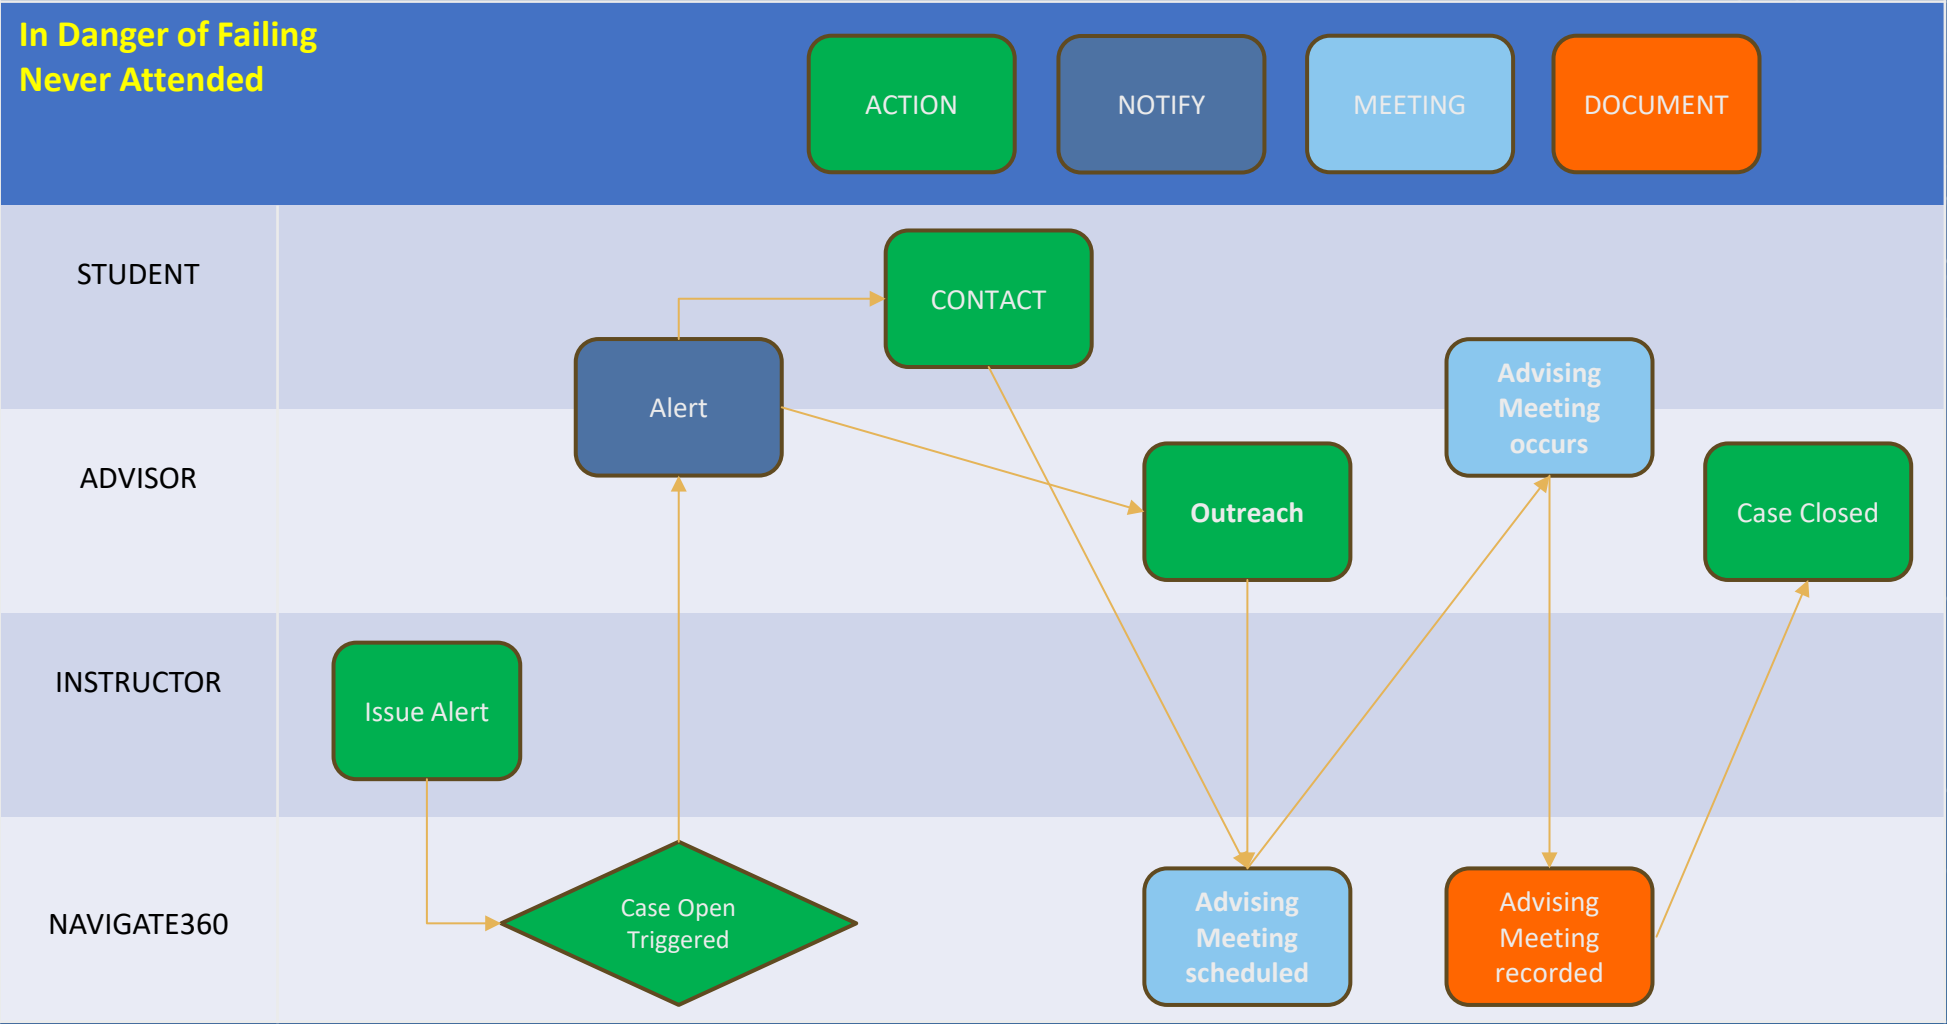 In Danger of Failing
Never Attended
ACTION
NOTIFY
MEETING
DOCUMENT
STUDENT
CONTACT
Alert
Advising
Meeting
occurs
ADVISOR
Outreach
Case Closed
INSTRUCTOR
Issue Alert
NAVIGATE360
Case Open
Triggered
Advising
Meeting
scheduled
Advising
Meeting
recorded